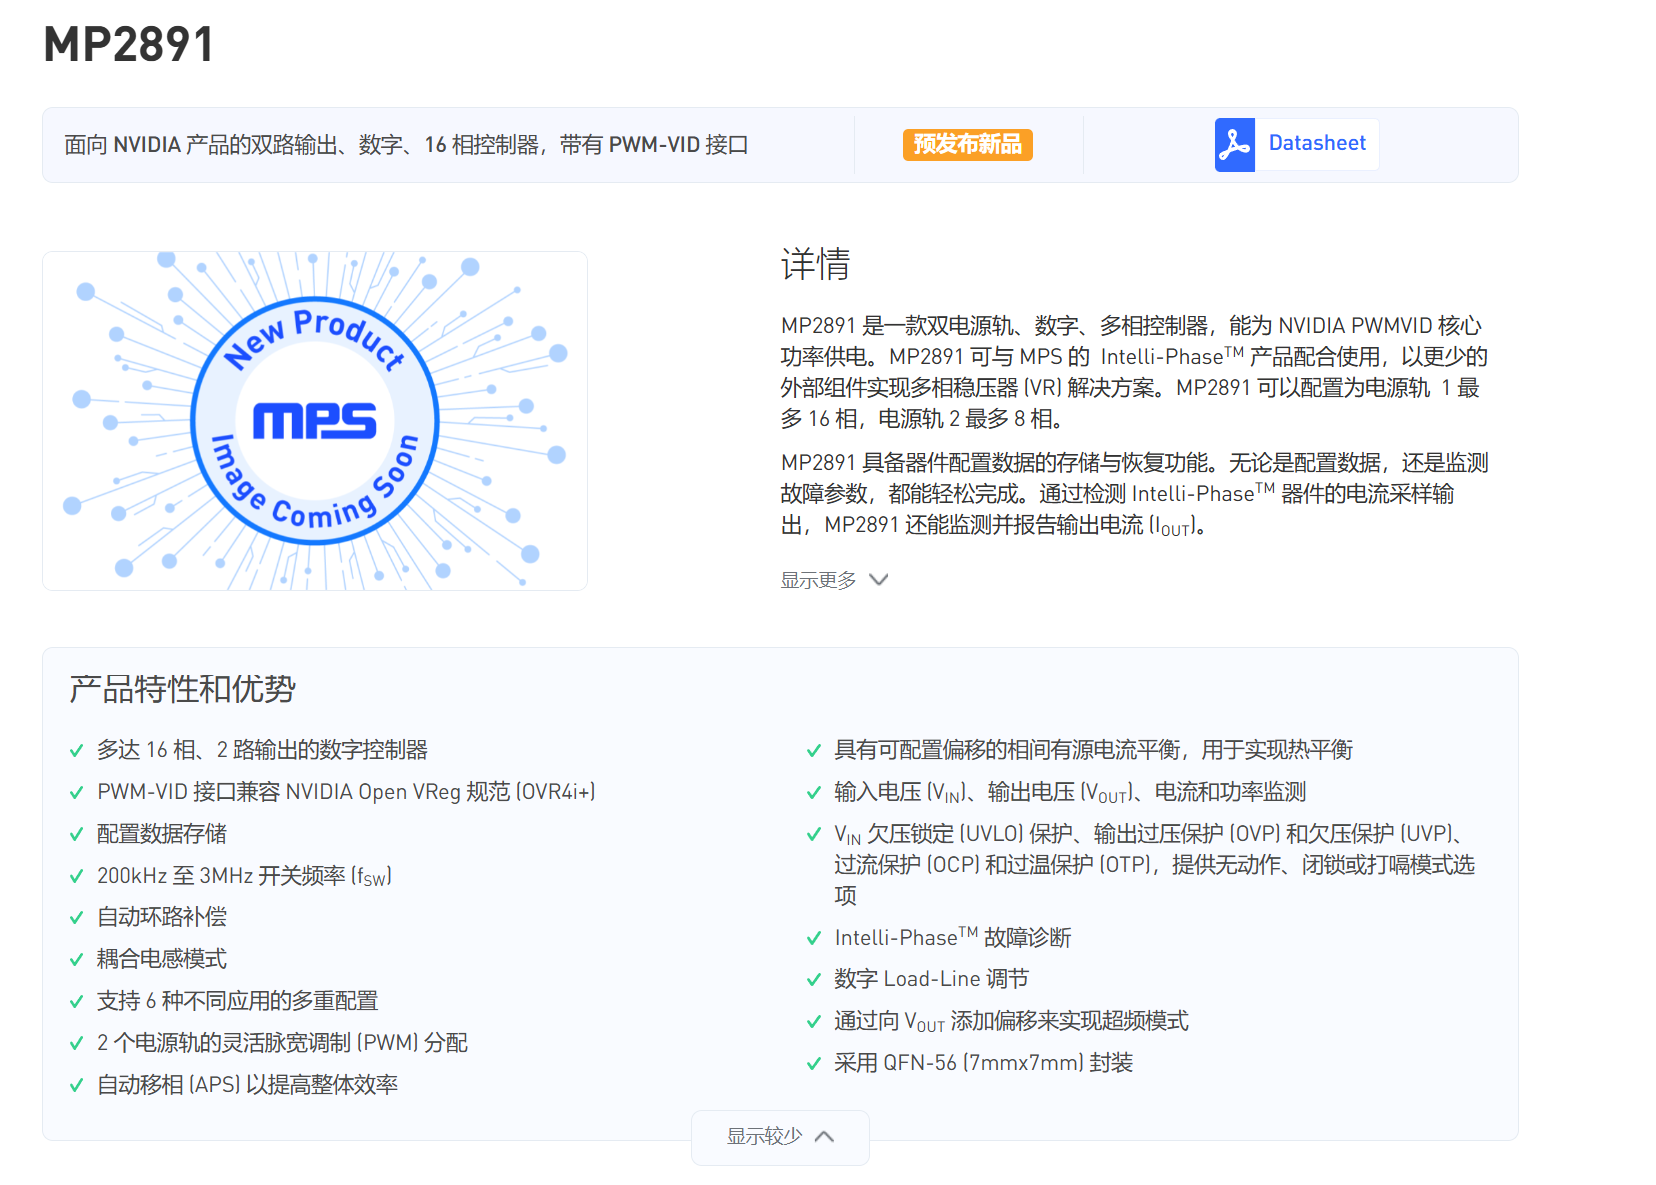 MP2891
面向 NVIDIA 产品的双路输出、数字、16 相控制器，带有 PWM-VID 接口
预发布新品
Datasheet
New Product
MPS
Image Coming Soon
详情
MP2891 是一款双电源轨、数字、多相控制器，能为 NVIDIA PWMVID 核心
功率供电。MP2891 可与 MPS 的 Intelli-Phase™ 产品配合使用，以更少的
外部组件实现多相稳压器 (VR) 解决方案。MP2891 可以配置为电源轨 1 最
多 16 相，电源轨 2 最多 8 相。
MP2891 具备器件配置数据的存储与恢复功能。无论是配置数据，还是监测
故障参数，都能轻松完成。通过检测 Intelli-Phase™ 器件的电流采样输
出，MP2891 还能监测并报告输出电流 (IOUT)。
显示更多
产品特性和优势
多达 16 相、2 路输出的数字控制器
PWM-VID 接口兼容 NVIDIA Open VReg 规范 (OVR4i+)
配置数据存储
200kHz 至 3MHz 开关频率 (fSW)
自动环路补偿
耦合电感模式
支持 6 种不同应用的多重配置
2 个电源轨的灵活脉宽调制 (PWM) 分配
自动移相 (APS) 以提高整体效率
具有可配置偏移的相间有源电流平衡，用于实现热平衡
输入电压 (VIN)、输出电压 (VOUT)、电流和功率监测
VIN 欠压锁定 (UVLO) 保护、输出过压保护 (OVP) 和欠压保护 (UVP)、
过流保护 (OCP) 和过温保护 (OTP)，提供无动作、闭锁或打嗝模式选
项
Intelli-Phase™ 故障诊断
数字 Load-Line 调节
通过向 VOUT 添加偏移来实现超频模式
采用 QFN-56 (7mmx7mm) 封装
显示较少